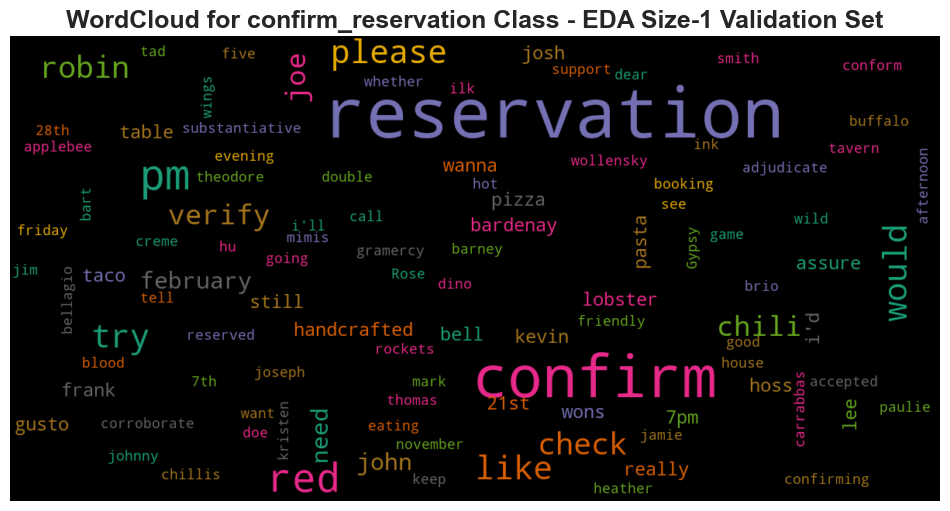 WordCloud for confirm_reservation Class - EDA Size-1 Validation Set
robin tad five joe please josh support smith conform
wings whether ilk dear
reservation
28th table substantiative buffalo
applebee evening wanna wollensky ink tavern adjudicate afternoon
pm theodore double hot pizza booking
bart verify i'll call bardenay see wild
friday creme hu mimis gramercy barney pasta Gypsy game would
jim taco going Rose assure
bellagio february tell still dino lobster brio
try reserved handcrafted bell kevin friendly chili i'd
blood rockets good
frank 7th joseph mark confirm house hoss accepted
gusto corroborate want kristen need thomas 21st wons 7pm carrabbas lee paulie
doe eating check jamie
johnny november
chillis red john keep like really confirming
heather